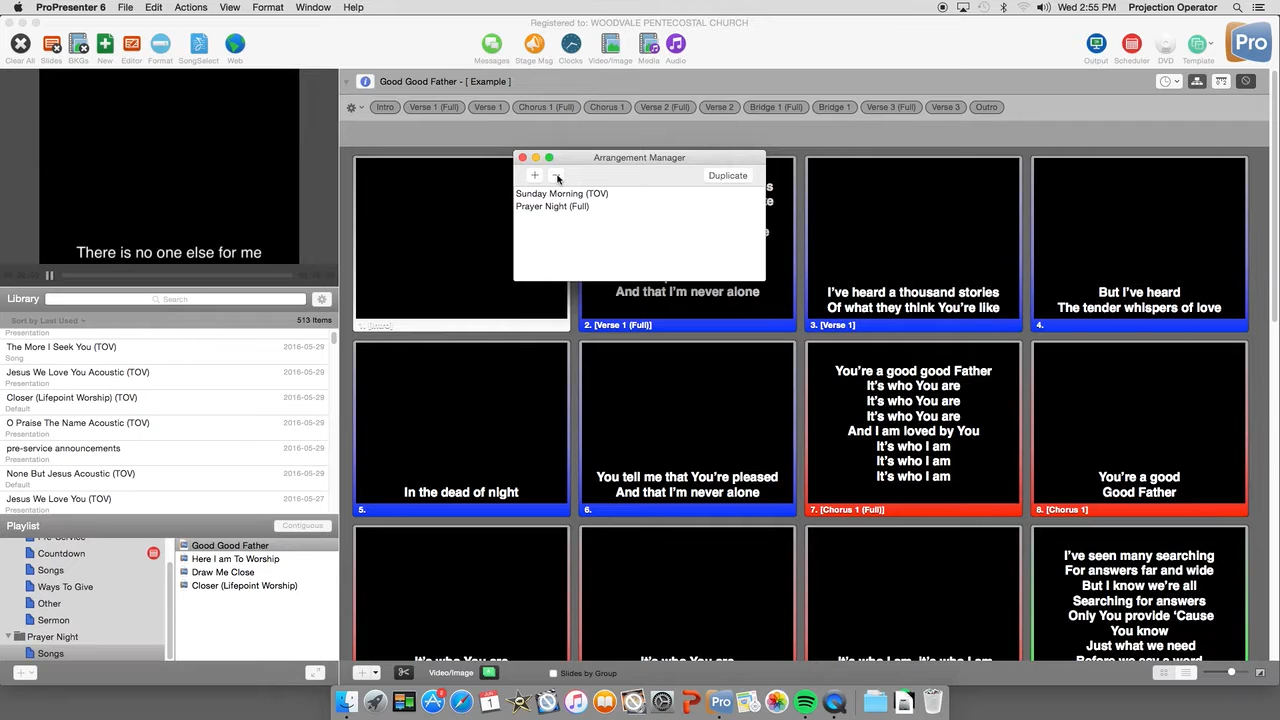 ProPresenter 6 File Edit Actions View Format Window Help
Wed 2:55 PM Projection Operator
Registered to: WOODVALE PENTECOSTAL CHURCH
Clear All Slides BKGs New Editor Format SongSelect Web
Messages Stage Msg Clocks Video/Image Media Audio
Output Scheduler DVD Template
Pro
There is no one else for me
Library
Search
Sort by Last Used
513 Items
Presentation
The More I Seek You (TOV) 2016-05-29
Song
Jesus We Love You Acoustic (TOV) 2016-05-29
Presentation
Closer (Lifepoint Worship) (TOV) 2016-05-29
Default
O Praise The Name Acoustic (TOV) 2016-05-29
Presentation
pre-service announcements 2016-05-29
Presentation
None But Jesus Acoustic (TOV) 2016-05-29
Default
Jesus We Love You (TOV) 2016-05-27
Presentation
Playlist
Contiguous
Countdown
Songs
Ways To Give
Other
Sermon
Prayer Night
Songs
Good Good Father
Here I am To Worship
Draw Me Close
Closer (Lifepoint Worship)
Good Good Father - [ Example ]
Intro Verse 1 (Full) Verse 1 Chorus 1 (Full) Chorus 1 Verse 2 (Full) Verse 2 Bridge 1 (Full) Bridge 1 Verse 3 (Full) Verse 3 Outro
Arrangement Manager
Duplicate
Sunday Morning (TOV)
Prayer Night (Full)
1. [Intro]
And that I'm never alone
2. [Verse 1 (Full)]
I've heard a thousand stories
Of what they think You're like
3. [Verse 1]
But I've heard
The tender whispers of love
4.
In the dead of night
5.
You tell me that You're pleased
And that I'm never alone
6.
You're a good good Father
It's who You are
It's who You are
It's who You are
And I am loved by You
It's who I am
It's who I am
It's who I am
7. [Chorus 1 (Full)]
You're a good
Good Father
8. [Chorus 1]
I've seen many searching
For answers far and wide
But I know we're all
Searching for answers
Only You provide 'Cause
You know
Just what we need
Before we say a word
Video/Image
Slides by Group